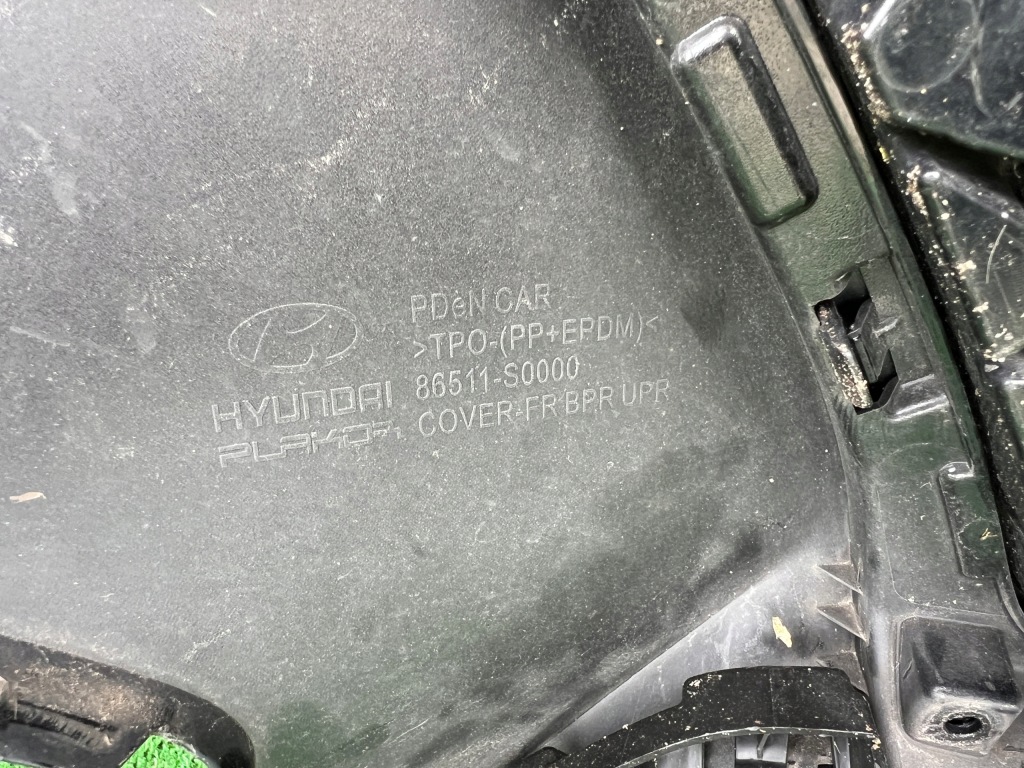 HYUNDAI
PLAKOR
PDeN CAR
>TPO-(PP+EPDM)<
86511-S0000
COVER-FR BPR UPR